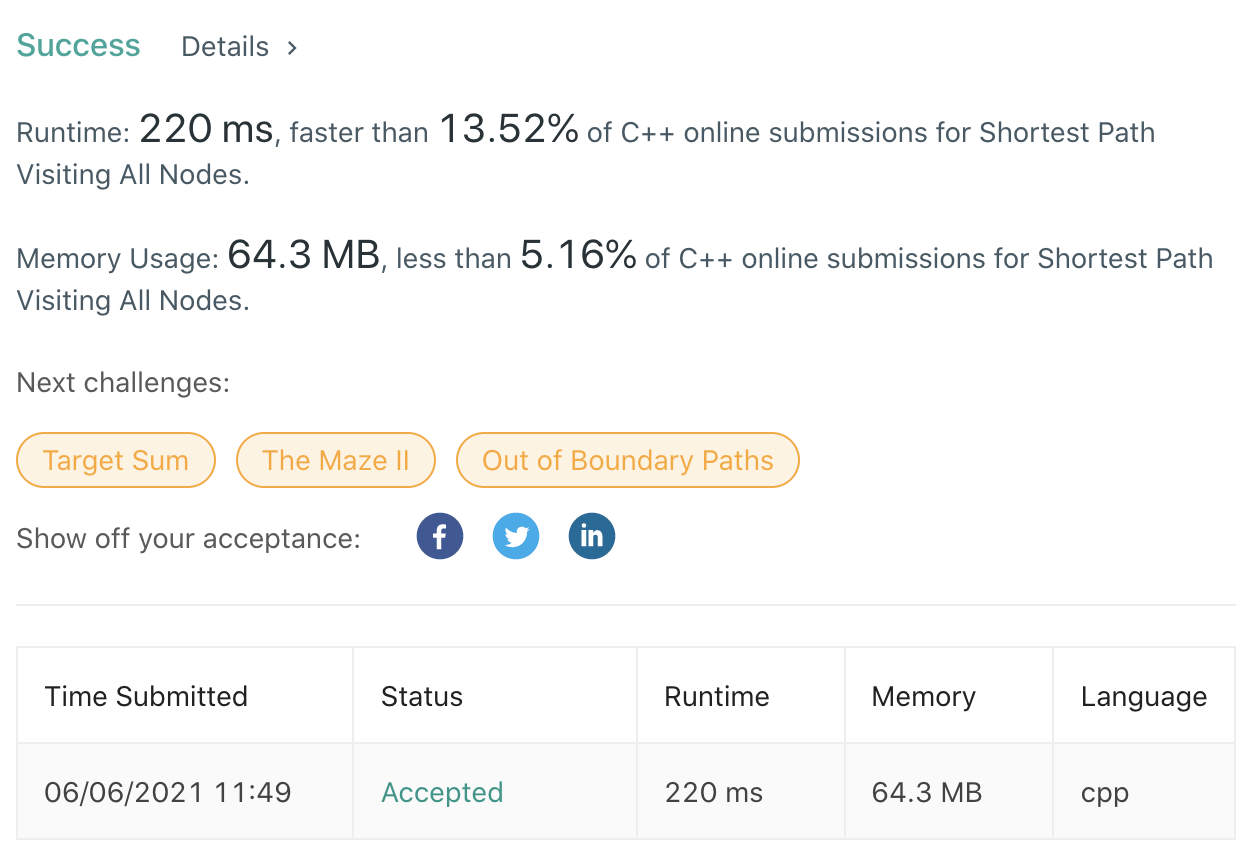 Success Details >
Runtime: 220 ms, faster than 13.52% of C++ online submissions for Shortest Path
Visiting All Nodes.
Memory Usage: 64.3 MB, less than 5.16% of C++ online submissions for Shortest Path
Visiting All Nodes.
Next challenges:
Target Sum The Maze II Out of Boundary Paths
Show off your acceptance: f in
Time Submitted Status Runtime Memory Language
06/06/2021 11:49 Accepted 220 ms 64.3 MB cpp